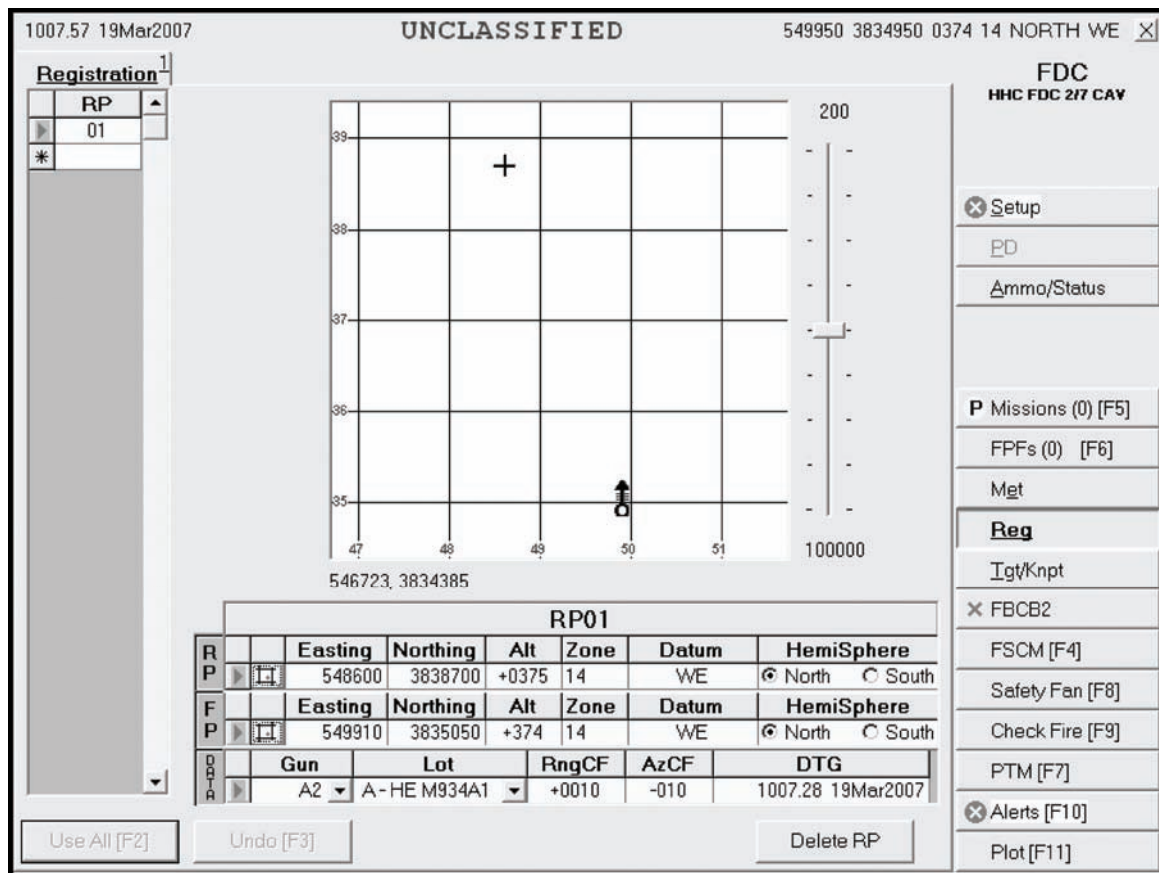 1007.57 19Mar2007 UNCLASSIFIED 549950 3834950 0374 14 NORTH WE X
Registration 1
RP
01
*
39
38
37
36
35
47 48 49 50 51
546723, 3834385
200
100000
RP01
RP Easting Northing Alt Zone Datum HemiSphere
548600 3838700 +0375 14 WE North South
FP Easting Northing Alt Zone Datum HemiSphere
549910 3835050 +374 14 WE North South
DATA Gun Lot RngCF AzCF DTG
A2 A-HE M934A1 +0010 -010 1007.28 19Mar2007
Use All [F2] Undo [F3] Delete RP
FDC
HHC FDC 2/7 CAV
Setup
PD
Ammo/Status
P Missions (0) [F5]
FPFs (0) [F6]
Met
Reg
Tgt/Knpt
FBCB2
FSCM [F4]
Safety Fan [F8]
Check Fire [F9]
PTM [F7]
Alerts [F10]
Plot [F11]